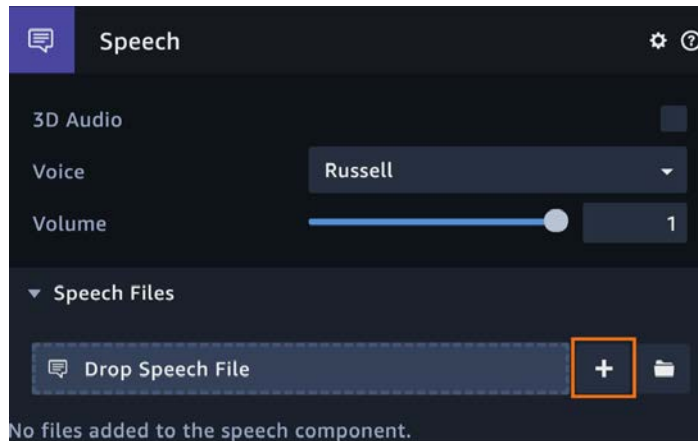 Speech
3D Audio
Voice
Russell
Volume
1
Speech Files
Drop Speech File
No files added to the speech component.